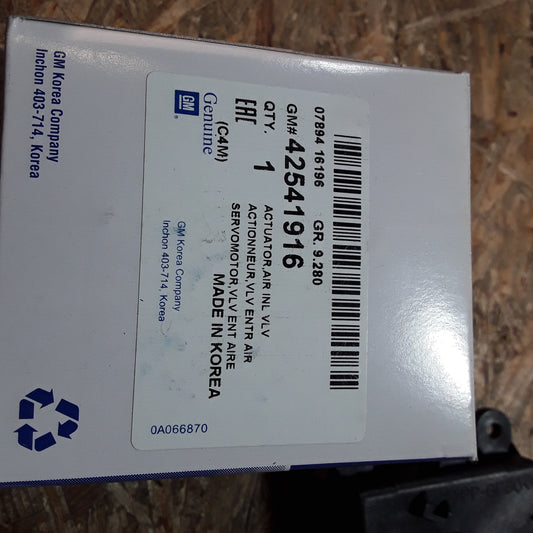 GM Korea Company
Inchon 403-714, Korea
07894 16196 GR. 9.280
GM# 42541916
QTY. 1
ACTUATOR,AIR INL VLV
ACTIONNEUR,VLV ENTR AIR
SERVOMOTOR,VLV ENT AIRE
EAC
(C4M)
MADE IN KOREA
GM
Genuine
GM Korea Company
Inchon 403-714, Korea
0A066870